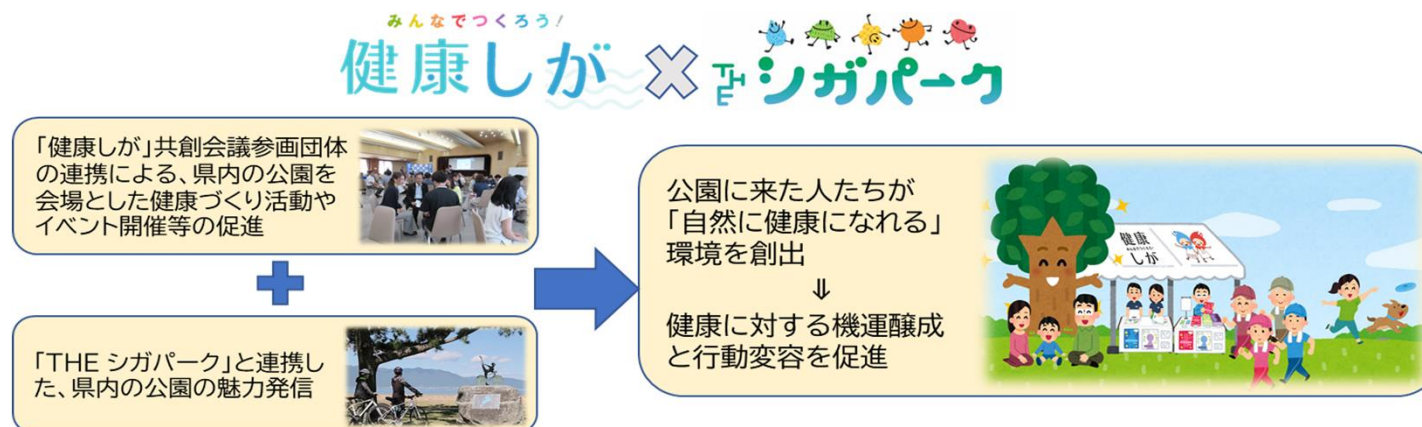 みんなでつくろう!
健康しが
THE シガパーク
「健康しが」共創会議参画団体
の連携による、県内の公園を
会場とした健康づくり活動や
イベント開催等の促進
「THE シガパーク」と連携し
た、県内の公園の魅力発信
公園に来た人たちが
「自然に健康になれる」
環境を創出
⇓
健康に対する機運醸成
と行動変容を促進
健康
しが